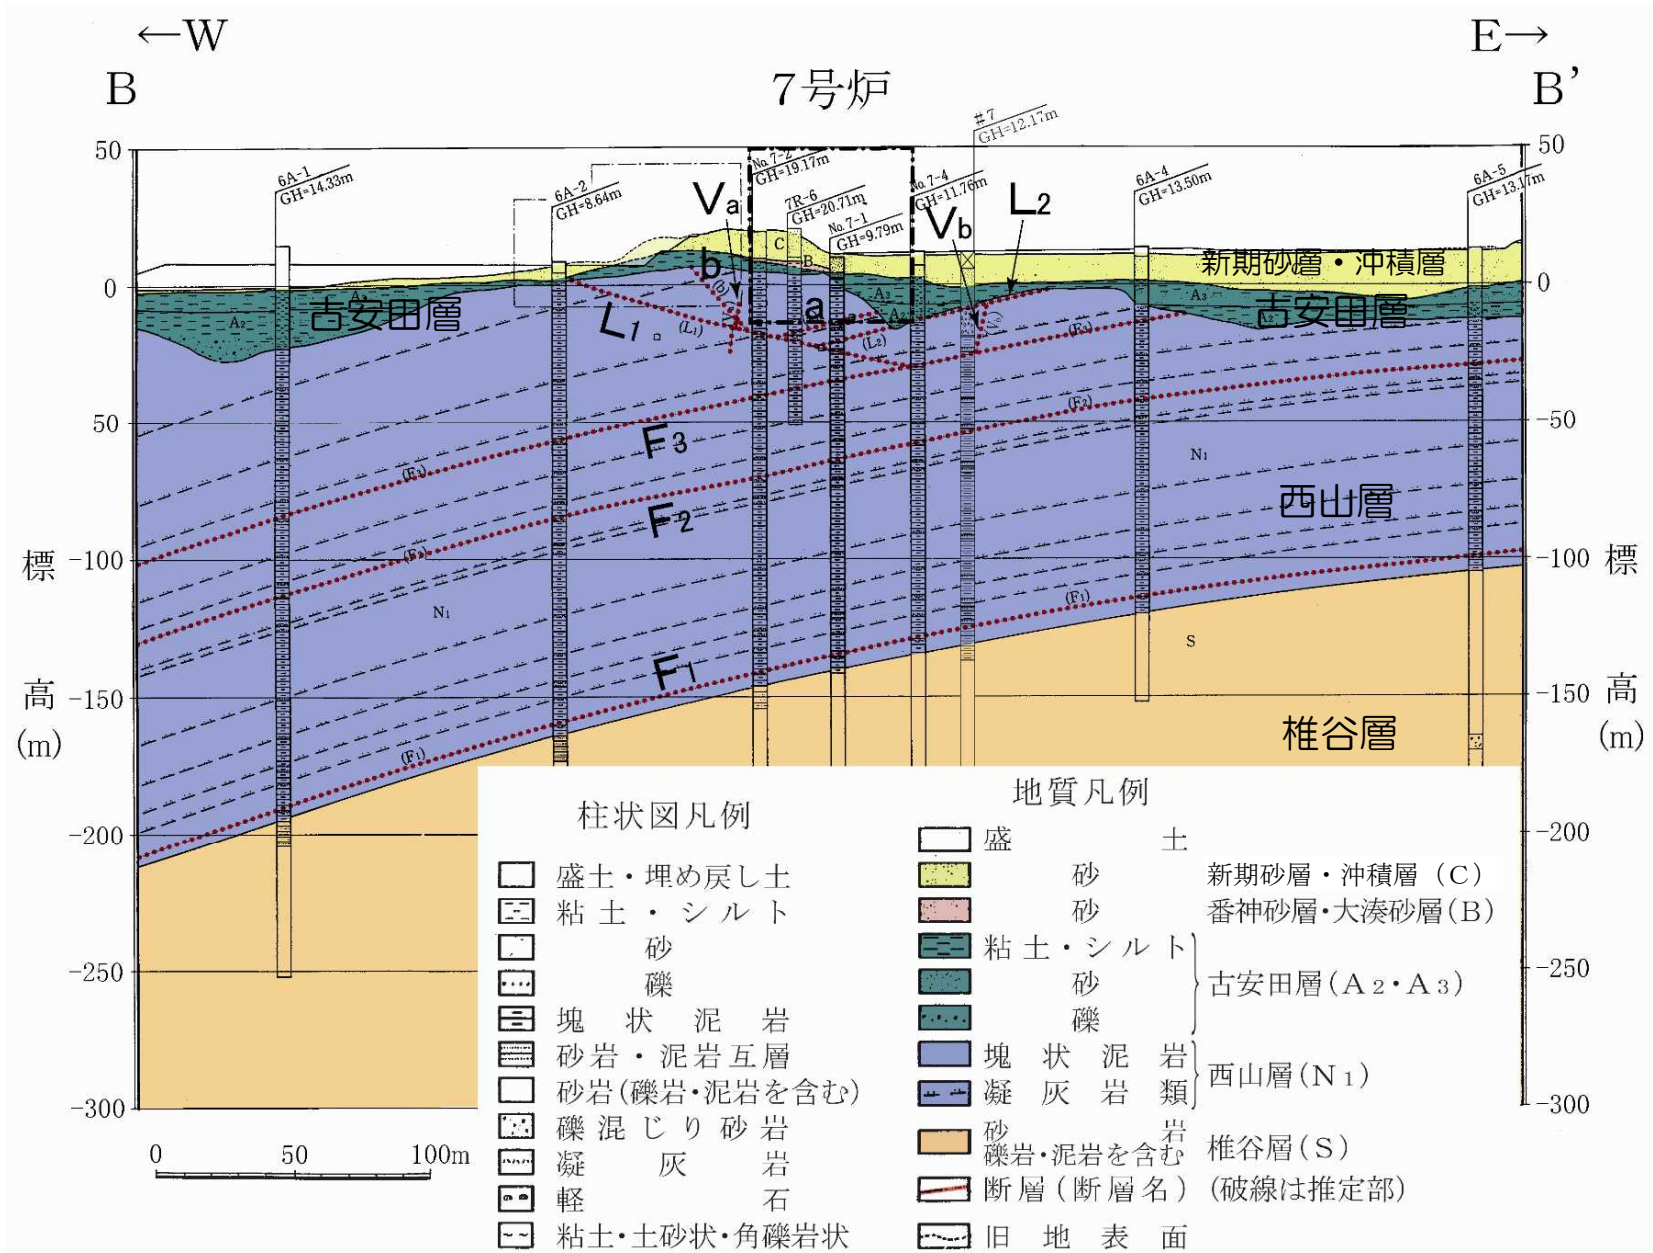 ←W
E→
B
B’
7号炉
#7
GH=12.17m
50
50
6A-1
GH=14.33m
6A-2
GH=8.64m
No.7-2
GH=19.17m
7R-6
GH=20.71m
No.7-1
GH=9.79m
No.7-4
GH=11.76m
6A-4
GH=13.50m
6A-5
GH=13.17m
Va
Vb
L2
C
B
b
(b)
a
新期砂層・沖積層
0
0
A2
古安田層
A3
A2
A3
古安田層
L1
(L1)
(L2)
(F3)
50
-50
F3
(F3)
(F2)
N1
西山層
F2
(F2)
標
-100
-100
標
N1
(F1)
S
F1
高
-150
-150
高
(m)
(m)
(F1)
椎谷層
-200
-200
-250
-250
-300
-300
0 50 100m
柱状図凡例
盛土・埋め戻し土
粘土・シルト
砂
礫
塊状泥岩
砂岩・泥岩互層
砂岩(礫岩・泥岩を含む)
礫混じり砂岩
凝灰岩
軽石
粘土・土砂状・角礫岩状
地質凡例
盛土
砂 新期砂層・沖積層(C)
砂 番神砂層・大湊砂層(B)
粘土・シルト
砂 古安田層(A2・A3)
礫
塊状泥岩
西山層(N1)
凝灰岩類
砂岩
礫岩・泥岩を含む 椎谷層(S)
断層(断層名)(破線は推定部)
旧地表面